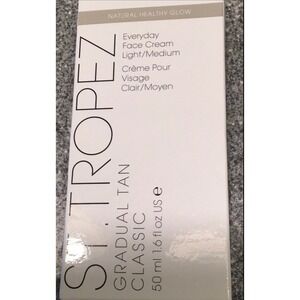 NATURAL HEALTHY GLOW
Everyday
Face Cream
Light/Medium
Crème Pour
Visage
Clair/Moyen
ST.TROPEZ
GRADUAL TAN
CLASSIC
50 ml 1.6 fl oz US ℮